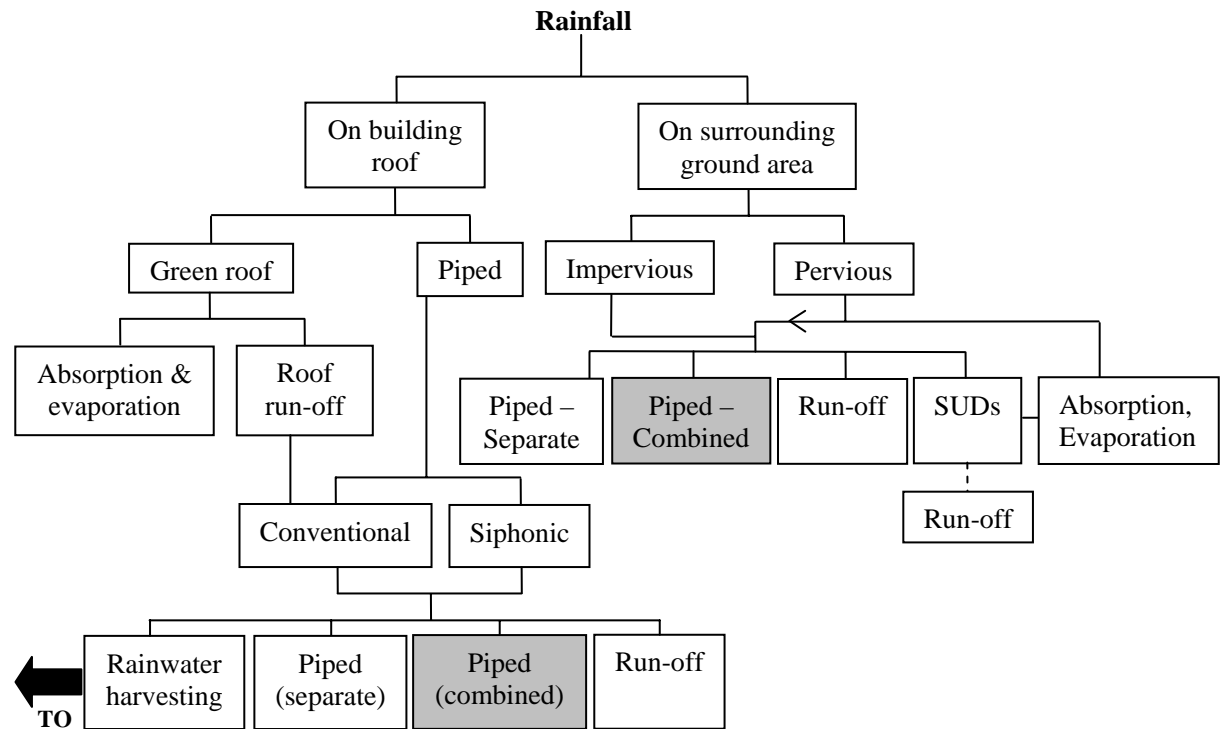 Rainfall
On building
roof
On surrounding
ground area
Green roof
Piped
Impervious
Pervious
Absorption &
evaporation
Roof
run-off
Piped –
Separate
Piped –
Combined
Run-off
SUDs
Absorption,
Evaporation
Run-off
Conventional
Siphonic
Rainwater
harvesting
Piped
(separate)
Piped
(combined)
Run-off
TO